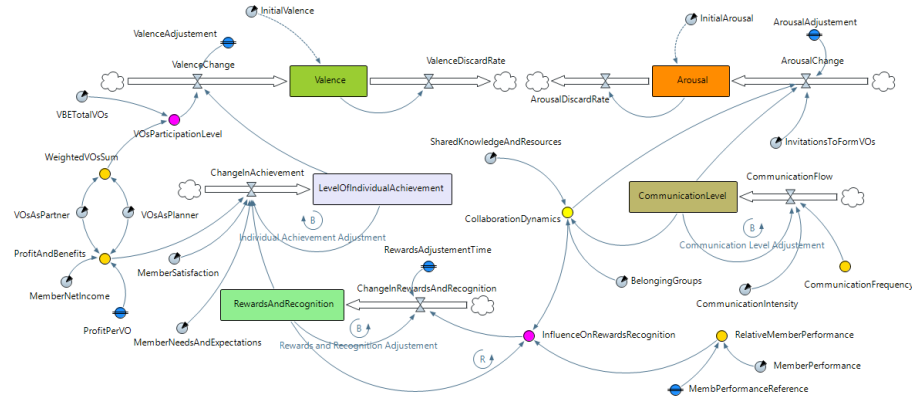 InitialValence
InitialArousal
ValenceAdjustement
ArousalAdjustement
ValenceChange
ValenceDiscardRate
ArousalChange
Valence
Arousal
ArousalDiscardRate
VBETotalVOs
VOsParticipationLevel
SharedKnowledgeAndResources
InvitationsToFormVOs
WeightedVOsSum
ChangeInAchievement
CommunicationFlow
LevelOfIndividualAchievement
CommunicationLevel
VOsAsPartner
VOsAsPlanner
B
CollaborationDynamics
B
Individual Achievement Adjustment
Communication Level Adjustement
ProfitAndBenefits
RewardsAdjustementTime
MemberSatisfaction
MemberNetIncome
ChangeInRewardsAndRecognition
BelongingGroups
CommunicationFrequency
RewardsAndRecognition
CommunicationIntensity
ProfitPerVO
MemberNeedsAndExpectations
B
InfluenceOnRewardsRecognition
RelativeMemberPerformance
Rewards and Recognition Adjustement
R
MemberPerformance
MembPerformanceReference